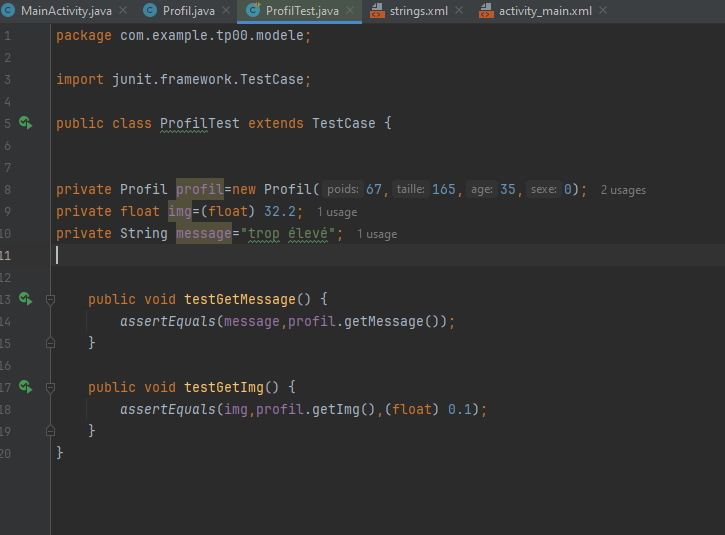 MainActivity.java Profil.java ProfilTest.java strings.xml activity_main.xml
1 package com.example.tp00.modele;
2
3 import junit.framework.TestCase;
4
5 public class ProfilTest extends TestCase {
6
7
8 private Profil profil=new Profil( poids: 67, taille: 165, age: 35, sexe: 0); 2 usages
9 private float img=(float) 32.2; 1 usage
10 private String message="trop élevé"; 1 usage
11
12
13 public void testGetMessage() {
14 assertEquals(message,profil.getMessage());
15 }
16
17 public void testGetImg() {
18 assertEquals(img,profil.getImg(),(float) 0.1);
19 }
20 }